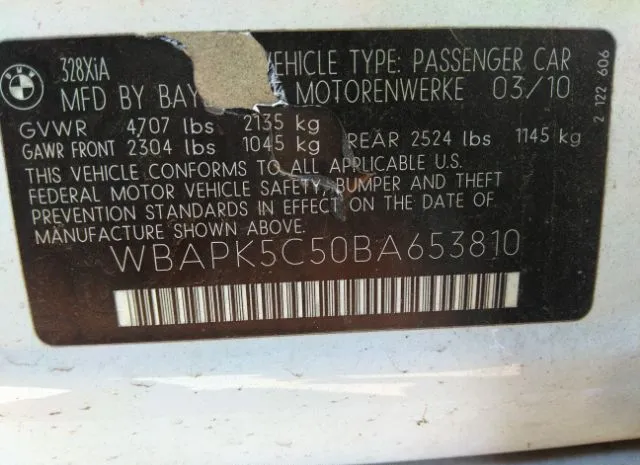 BMW
328XiA
VEHICLE TYPE: PASSENGER CAR
MFD BY BAY MOTORENWERKE 03/10
GVWR 4707 lbs 2135 kg
GAWR FRONT 2304 lbs 1045 kg REAR 2524 lbs 1145 kg
THIS VEHICLE CONFORMS TO ALL APPLICABLE U.S.
FEDERAL MOTOR VEHICLE SAFETY, BUMPER AND THEFT
PREVENTION STANDARDS IN EFFECT ON THE DATE OF
MANUFACTURE SHOWN ABOVE.
WBAPK5C50BA653810
2 122 606